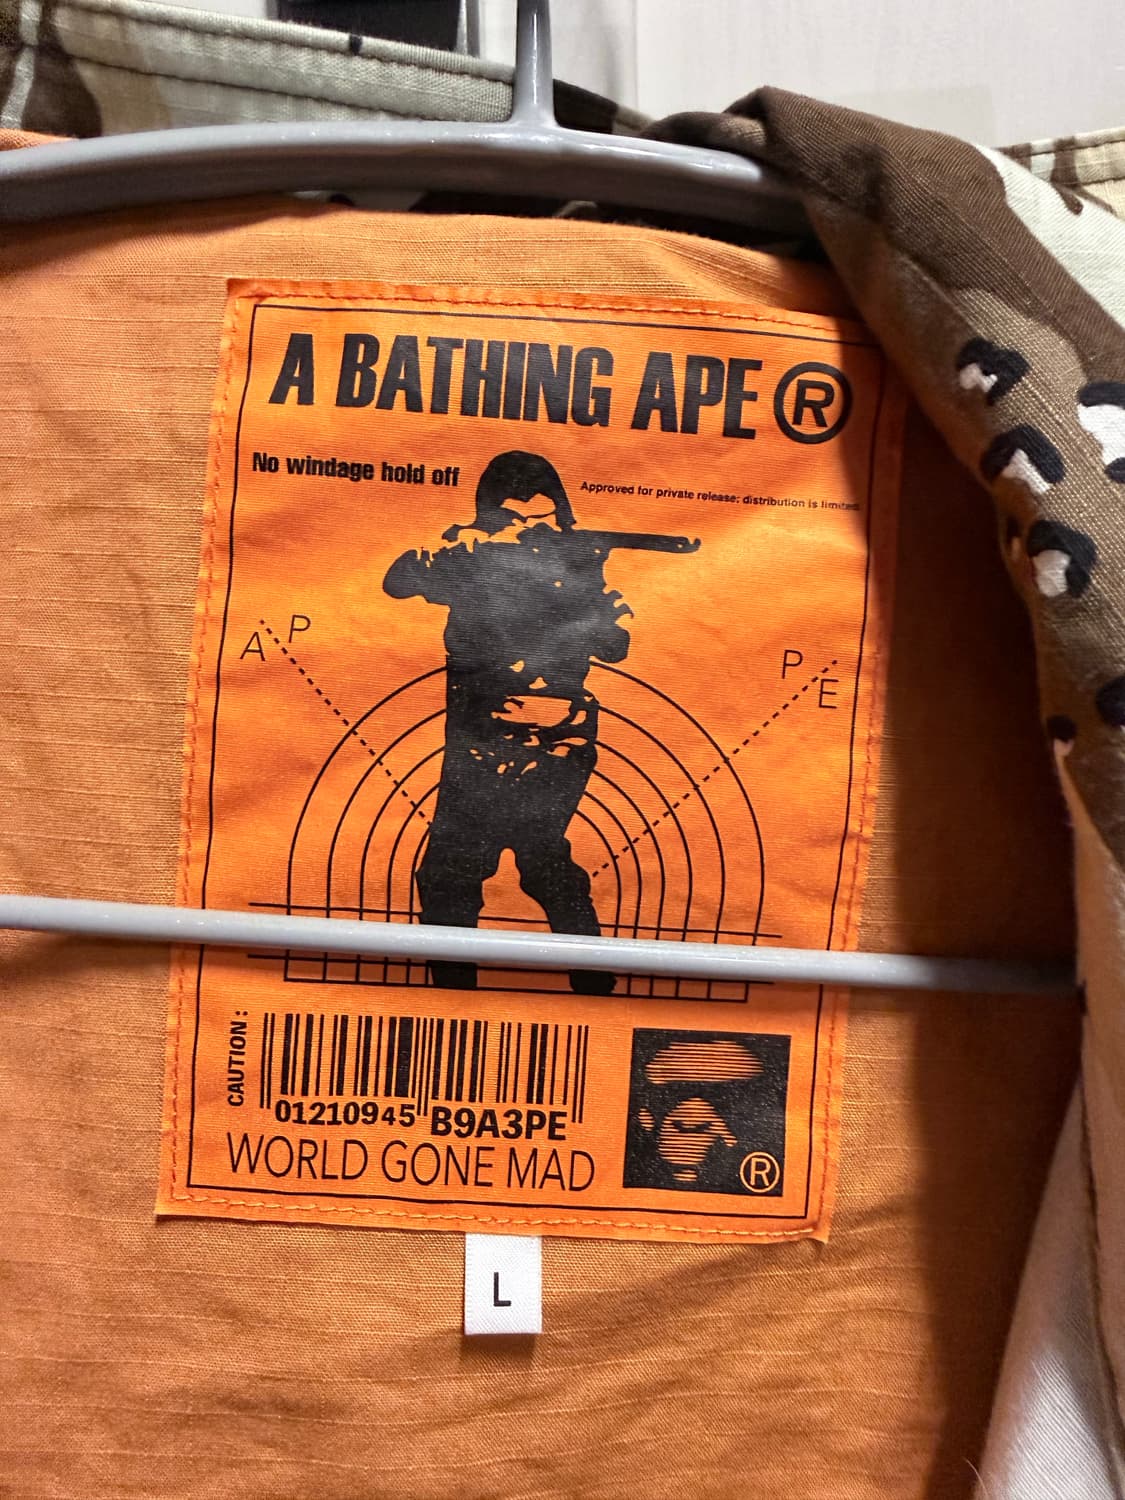 A BATHING APE ®
No windage hold off
Approved for private release: distribution is limited
A P
P E
CAUTION:
01210945 B9A3PE
WORLD GONE MAD
®
L